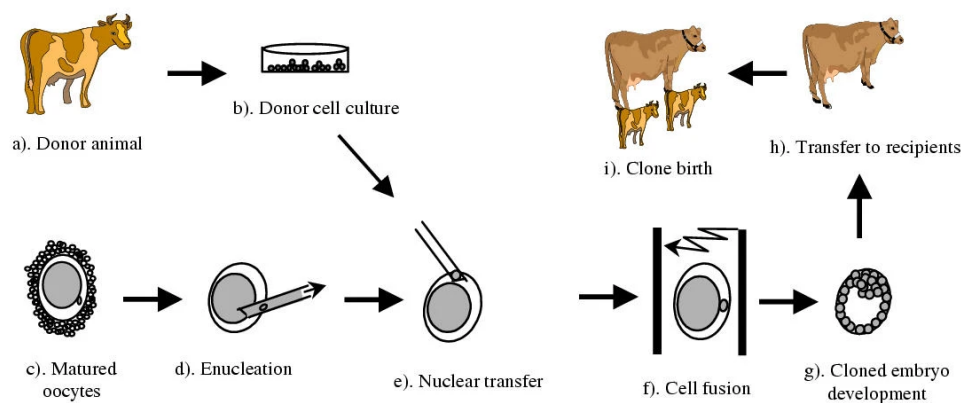 a). Donor animal
b). Donor cell culture
c). Matured
oocytes
d). Enucleation
e). Nuclear transfer
f). Cell fusion
g). Cloned embryo
development
h). Transfer to recipients
i). Clone birth